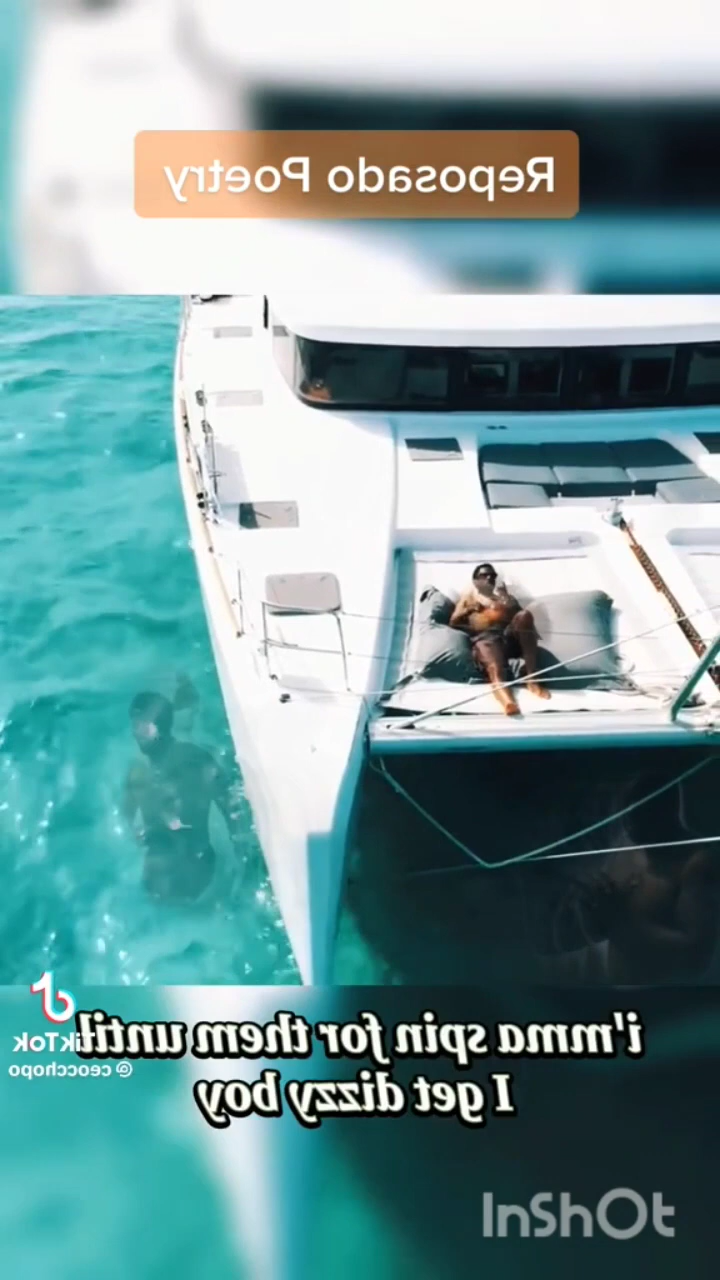 Reposado Poetry
i'mma spin for them until
I get dizzy boy
TikTok
@ceocchopo
InShOt